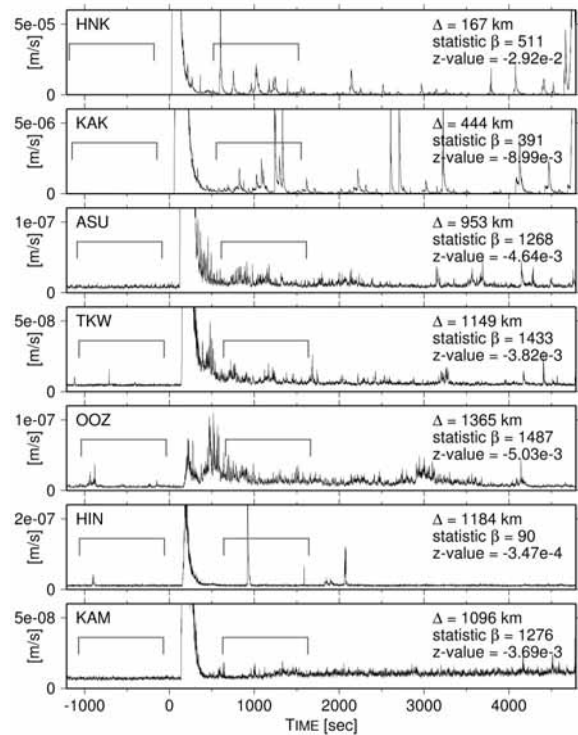 5e-05
[m/s]
0
HNK
Δ = 167 km
statistic β = 511
z-value = -2.92e-2
5e-06
[m/s]
0
KAK
Δ = 444 km
statistic β = 391
z-value = -8.99e-3
1e-07
[m/s]
0
ASU
Δ = 953 km
statistic β = 1268
z-value = -4.64e-3
5e-08
[m/s]
0
TKW
Δ = 1149 km
statistic β = 1433
z-value = -3.82e-3
1e-07
[m/s]
0
OOZ
Δ = 1365 km
statistic β = 1487
z-value = -5.03e-3
2e-07
[m/s]
0
HIN
Δ = 1184 km
statistic β = 90
z-value = -3.47e-4
5e-08
[m/s]
0
KAM
Δ = 1096 km
statistic β = 1276
z-value = -3.69e-3
-1000 0 1000 2000 3000 4000
TIME [sec]